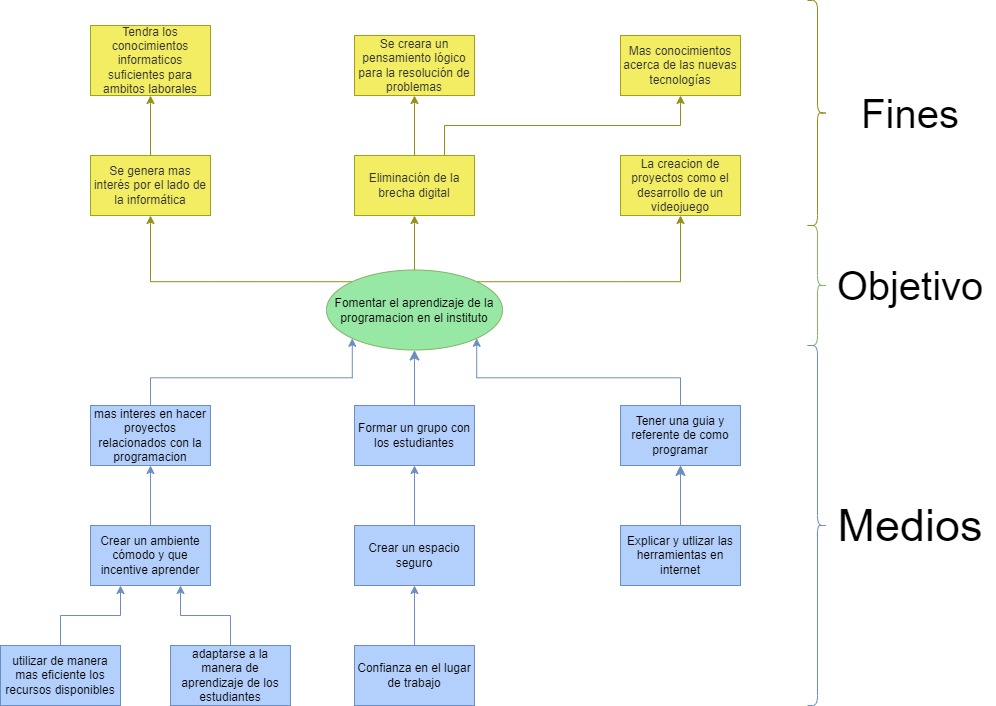 Tendra los
conocimientos
informaticos
suficientes para
ambitos laborales
Se creara un
pensamiento lógico
para la resolución de
problemas
Mas conocimientos
acerca de las nuevas
tecnologías
Fines
Se genera mas
interés por el lado de
la informática
Eliminación de la
brecha digital
La creacion de
proyectos como el
desarrollo de un
videojuego
Objetivo
Fomentar el aprendizaje de la
programacion en el instituto
mas interes en hacer
proyectos
relacionados con la
programacion
Formar un grupo con
los estudiantes
Tener una guia y
referente de como
programar
Medios
Crear un ambiente
cómodo y que
incentive aprender
Crear un espacio
seguro
Explicar y utlizar las
herramientas en
internet
utilizar de manera
mas eficiente los
recursos disponibles
adaptarse a la
manera de
aprendizaje de los
estudiantes
Confianza en el lugar
de trabajo